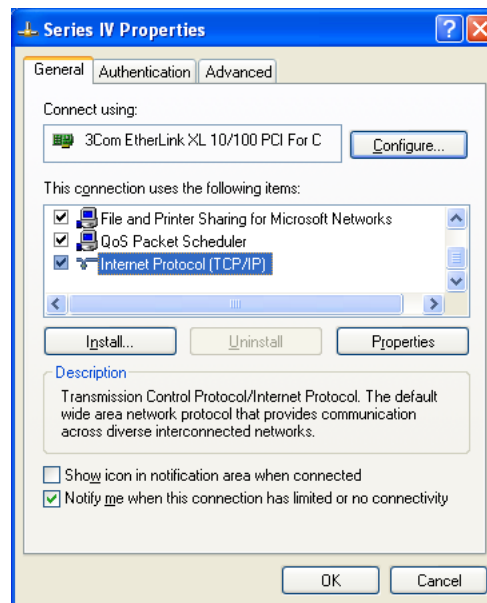 Series IV Properties
General
Authentication
Advanced
Connect using:
3Com EtherLink XL 10/100 PCI For C
Configure...
This connection uses the following items:
File and Printer Sharing for Microsoft Networks
QoS Packet Scheduler
Internet Protocol (TCP/IP)
Install...
Uninstall
Properties
Description
Transmission Control Protocol/Internet Protocol. The default
wide area network protocol that provides communication
across diverse interconnected networks.
Show icon in notification area when connected
Notify me when this connection has limited or no connectivity
OK
Cancel